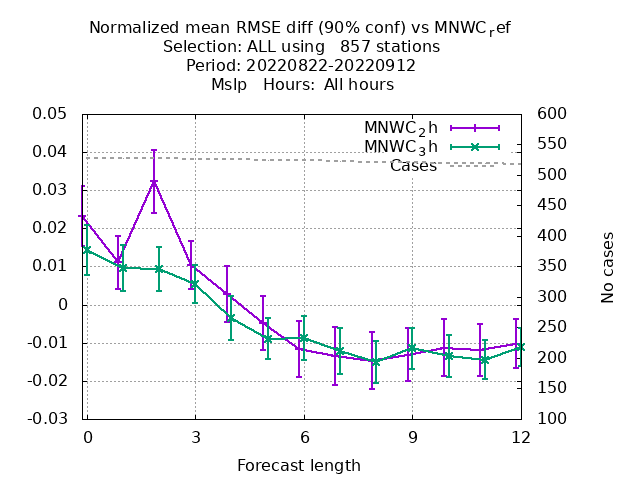 Normalized mean RMSE diff (90% conf) vs MNWC_ref
Selection: ALL using   857 stations
Period: 20220822-20220912
Mslp   Hours:  All hours
0.05
0.04
0.03
0.02
0.01
0
-0.01
-0.02
-0.03
600
550
500
450
400
350
300
250
200
150
100
MNWC_2h
MNWC_3h
Cases
No cases
0
3
6
9
12
Forecast length